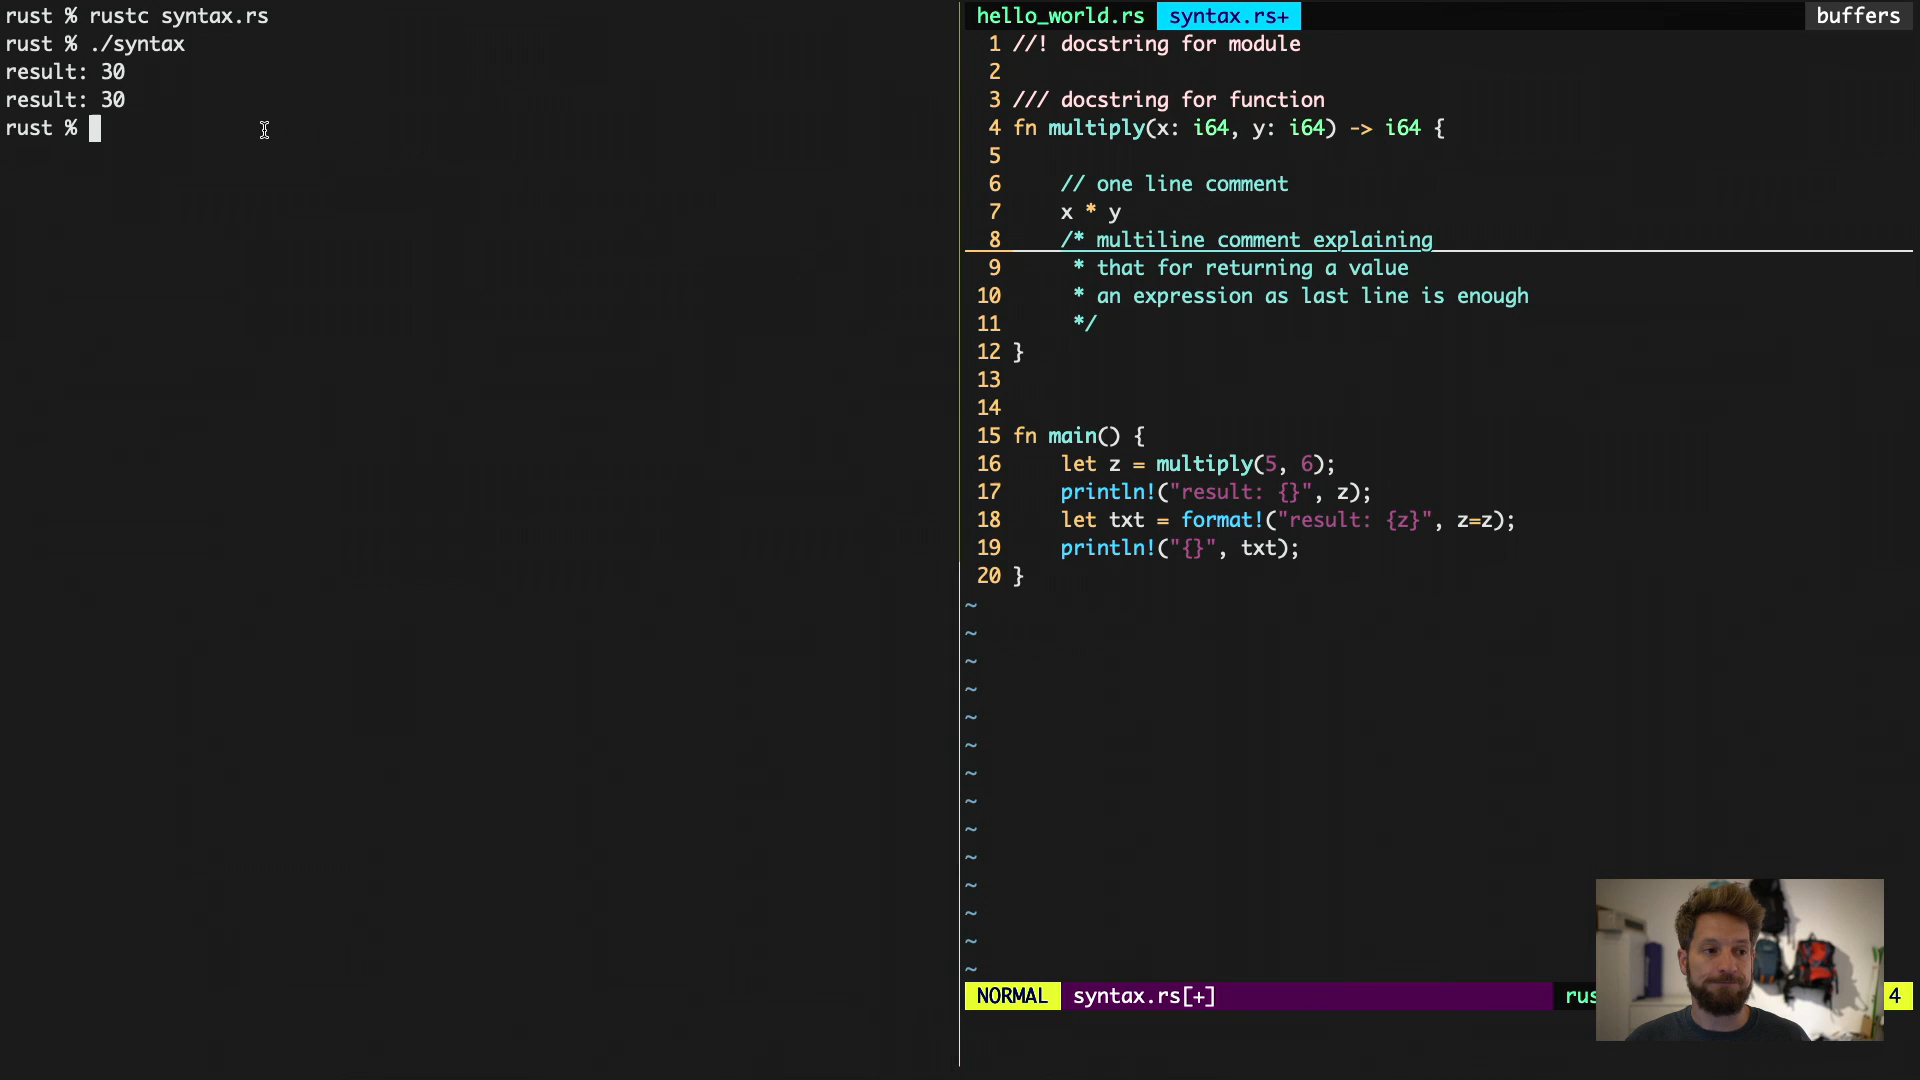 rust % rustc syntax.rs
rust % ./syntax
result: 30
result: 30
rust %
hello_world.rs syntax.rs+ buffers
1 //! docstring for module
2
3 /// docstring for function
4 fn multiply(x: i64, y: i64) -> i64 {
5
6     // one line comment
7     x * y
8     /* multiline comment explaining
9      * that for returning a value
10      * an expression as last line is enough
11      */
12 }
13
14
15 fn main() {
16     let z = multiply(5, 6);
17     println!("result: {}", z);
18     let txt = format!("result: {z}", z=z);
19     println!("{}", txt);
20 }
~
~
~
~
~
~
~
~
~
~
~
~
~
~
NORMAL syntax.rs[+] 4